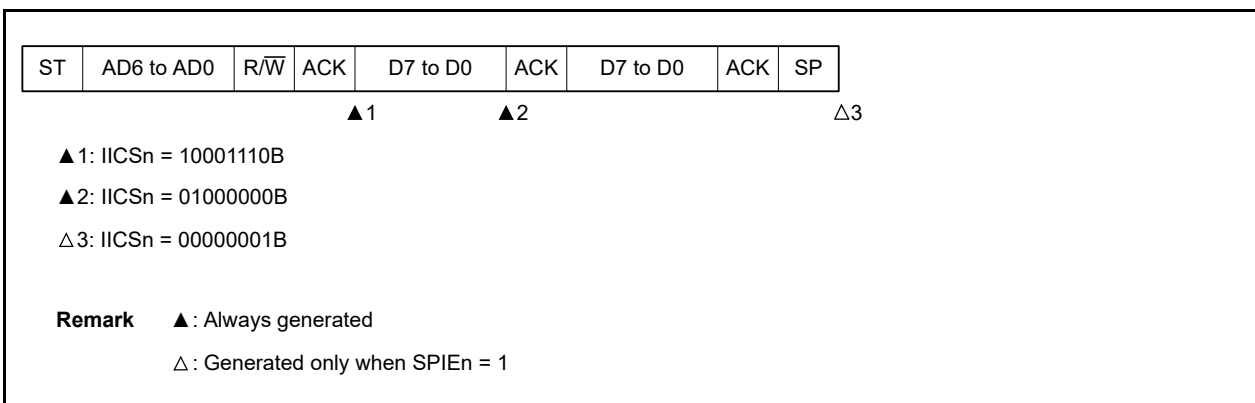 ST AD6 to AD0 R/W̅ ACK D7 to D0 ACK D7 to D0 ACK SP
▲1 ▲2 △3
▲1: IICSn = 10001110B
▲2: IICSn = 01000000B
△3: IICSn = 00000001B
Remark ▲: Always generated
△: Generated only when SPIEn = 1